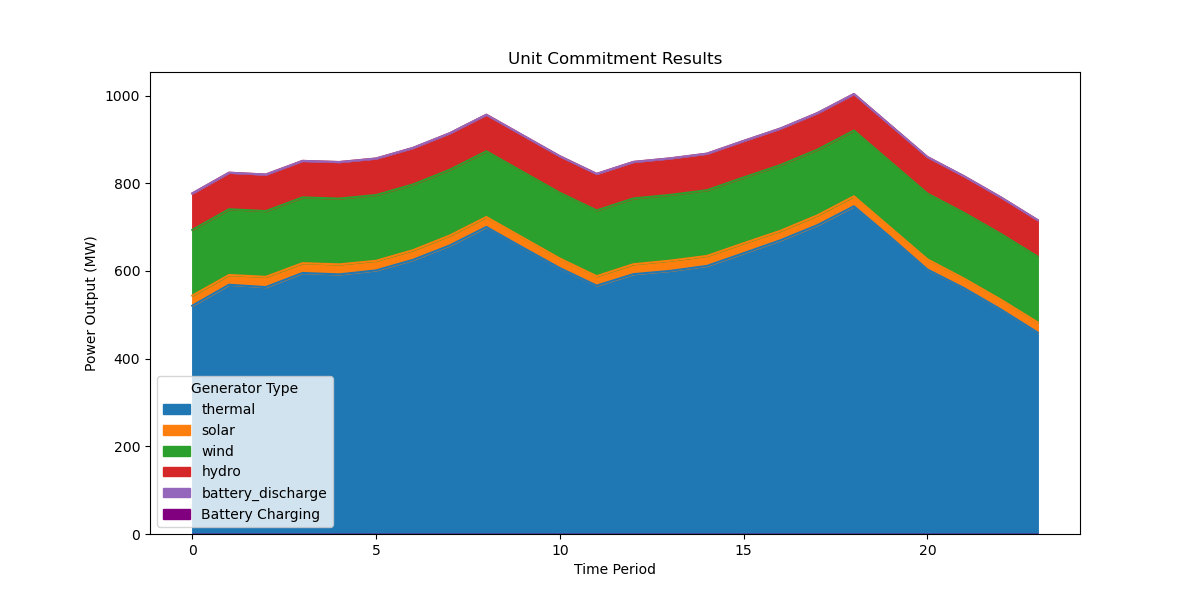 Unit Commitment Results
Power Output (MW)
1000
800
600
400
200
0
Generator Type
thermal
solar
wind
hydro
battery_discharge
Battery Charging
0 5 10 15 20
Time Period